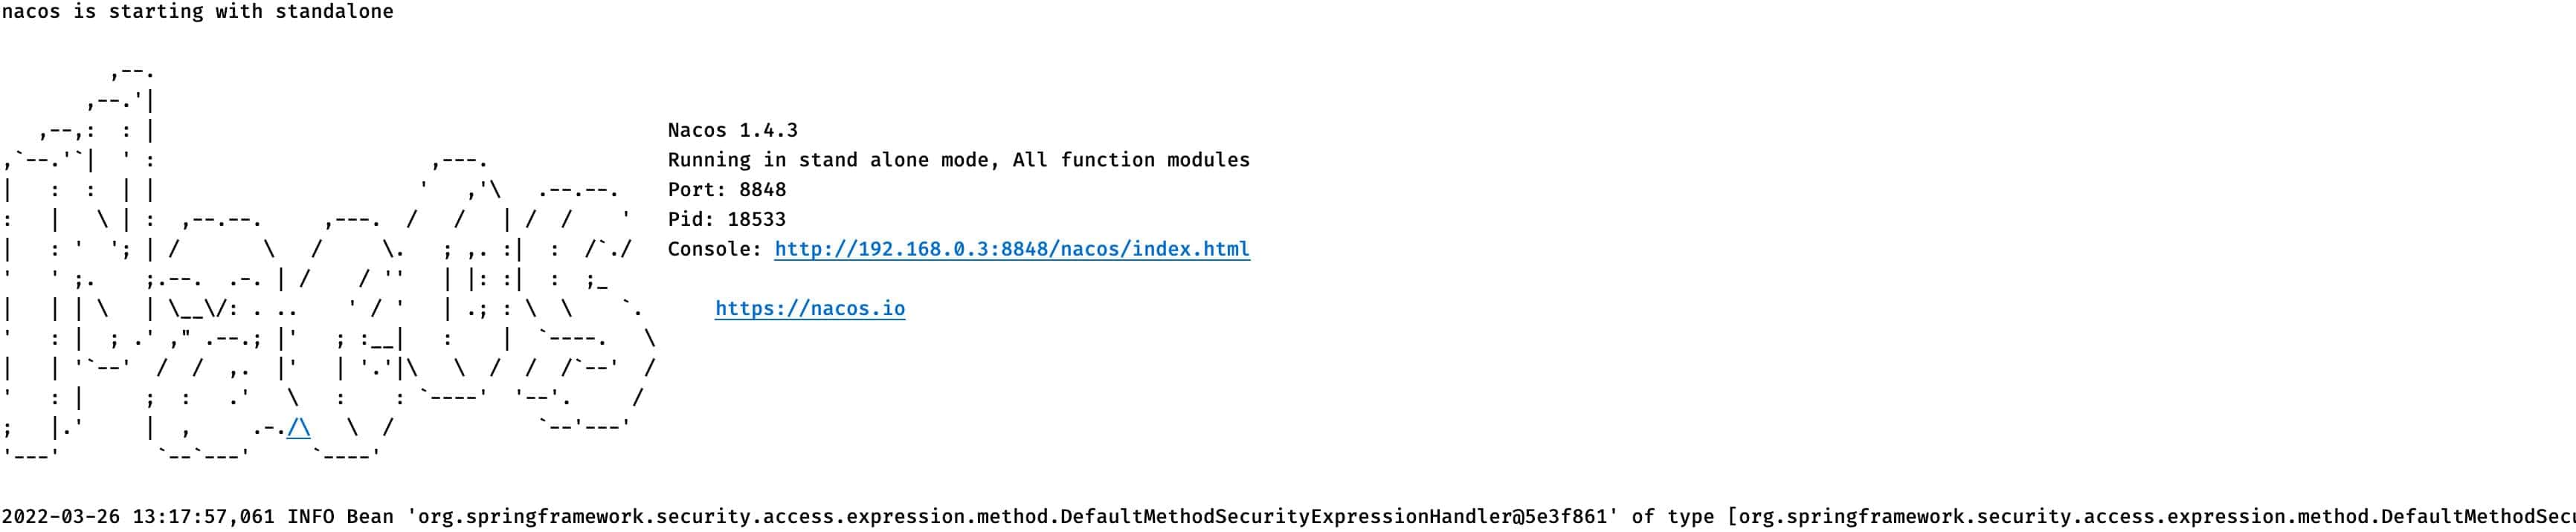 nacos is starting with standalone
         ,--.
       ,--.'|
   ,--,:  : |                                           Nacos 1.4.3
,`--.'`|  ' :                       ,---.               Running in stand alone mode, All function modules
|   :  :  | |                      '   ,'\   .--.--.    Port: 8848
:   |   \ | :  ,--.--.     ,---.  /   /   | /  /    '   Pid: 18533
|   : '  '; | /       \   /     \.   ; ,. :|  :  /`./   Console: http://192.168.0.3:8848/nacos/index.html
'   ' ;.    ;.--.  .-. | /    / ''   | |: :|  :  ;_
|   | | \   | \__\/: . ..    ' / '   | .; : \  \    `.      https://nacos.io
'   : |  ; .' ," .--.; |'   ; :__|   :    |  `----.   \
|   | '`--'  /  /  ,.  |'   | '.'|\   \  /  /  /`--'  /
'   : |     ;  :   .'   \   :    : `----'  '--'.     /
;   |.'     |  ,     .-./\   \  /            `--'---'
'---'        `--`---'     `----'
2022-03-26 13:17:57,061 INFO Bean 'org.springframework.security.access.expression.method.DefaultMethodSecurityExpressionHandler@5e3f861' of type [org.springframework.security.access.expression.method.DefaultMethodSec